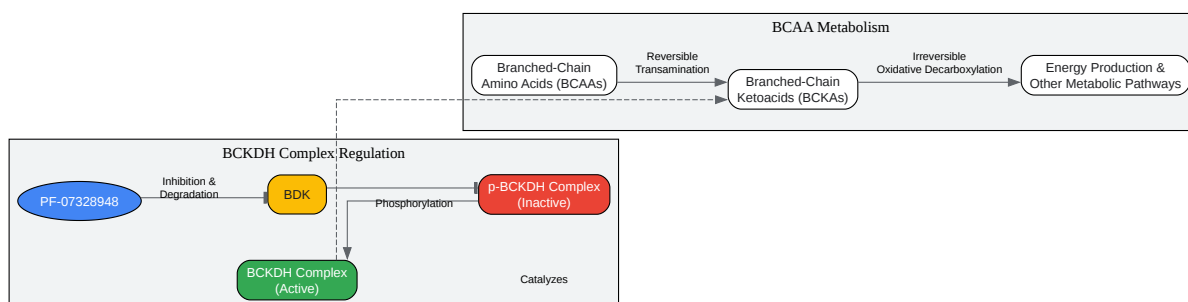 BCAA Metabolism
Branched-Chain
Amino Acids (BCAAs)
Reversible
Transamination
Branched-Chain
Ketoacids (BCKAs)
Irreversible
Oxidative Decarboxylation
Energy Production &
Other Metabolic Pathways
BCKDH Complex Regulation
PF-07328948
Inhibition &
Degradation
BDK
p-BCKDH Complex
(Inactive)
Phosphorylation
BCKDH Complex
(Active)
Catalyzes